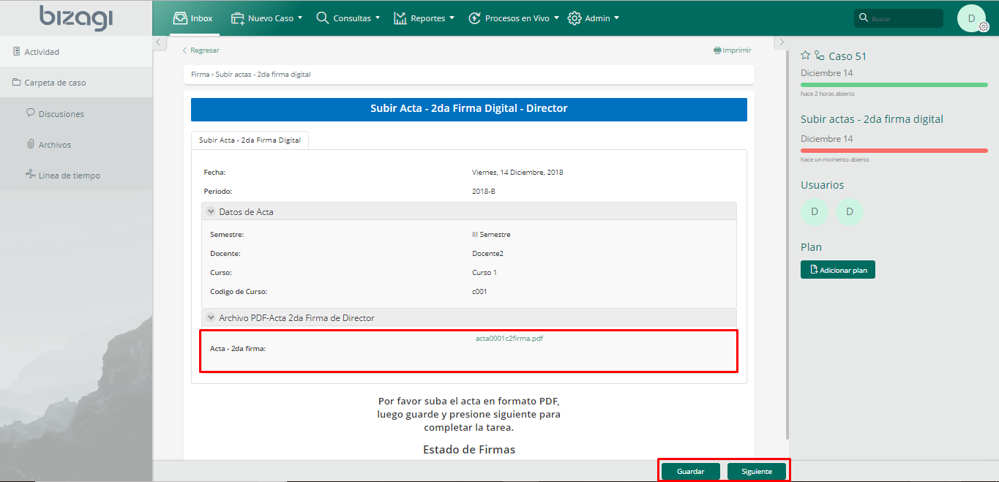 bizagi
Inbox
Nuevo Caso
Consultas
Reportes
Procesos en Vivo
Admin
Buscar
D
Actividad
Carpeta de caso
Discusiones
Archivos
Linea de tiempo
Regresar
Imprimir
Firma › Subir actas - 2da firma digital
Subir Acta - 2da Firma Digital - Director
Subir Acta - 2da Firma Digital
Fecha: Viernes, 14 Diciembre, 2018
Periodo: 2018-B
Datos de Acta
Semestre: III Semestre
Docente: Docente2
Curso: Curso 1
Codigo de Curso: c001
Archivo PDF-Acta 2da Firma de Director
acta0001c2firma.pdf
Acta - 2da firma:
Por favor suba el acta en formato PDF,
luego guarde y presione siguiente para
completar la tarea.
Estado de Firmas
Guardar
Siguiente
Caso 51
Diciembre 14
hace 2 horas abierto
Subir actas - 2da firma digital
Diciembre 14
hace un momento abierto
Usuarios
D D
Plan
Adicionar plan